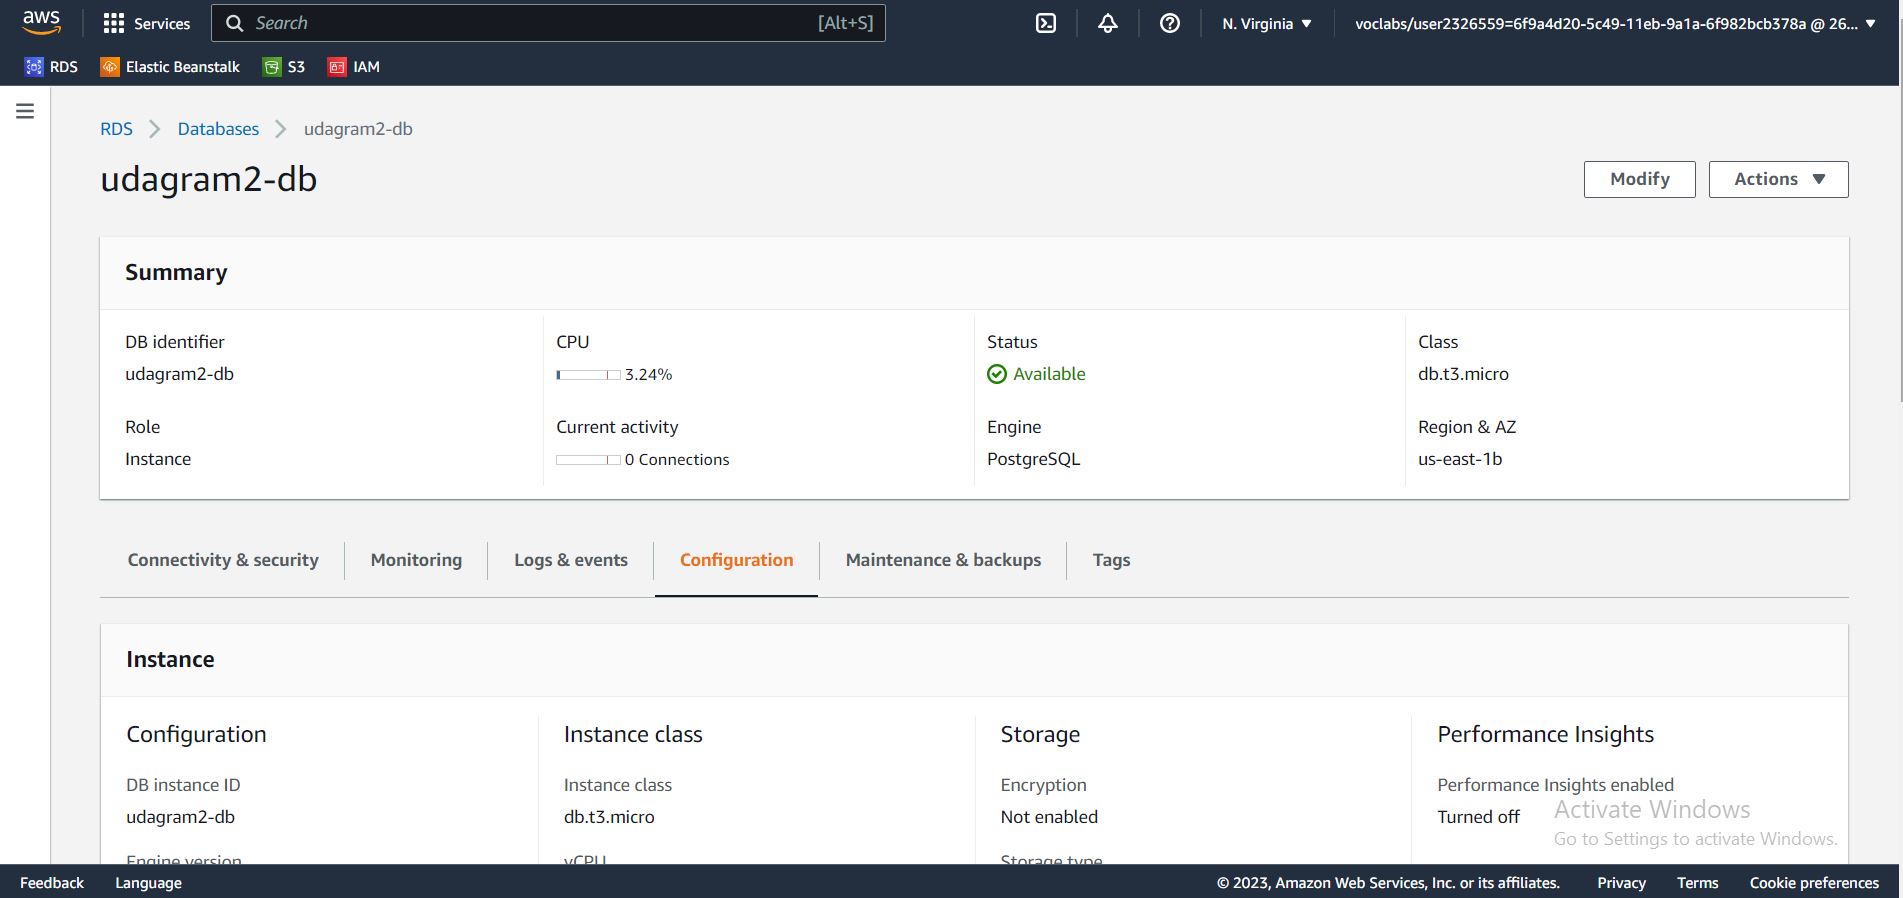 aws Services Search [Alt+S] N. Virginia ▼ voclabs/user2326559=6f9a4d20-5c49-11eb-9a1a-6f982bcb378a @ 26... ▼
RDS Elastic Beanstalk S3 IAM
RDS > Databases > udagram2-db
udagram2-db
Modify Actions ▼
Summary
DB identifier
udagram2-db
CPU
3.24%
Status
Available
Class
db.t3.micro
Role
Instance
Current activity
0 Connections
Engine
PostgreSQL
Region & AZ
us-east-1b
Connectivity & security Monitoring Logs & events Configuration Maintenance & backups Tags
Instance
Configuration
DB instance ID
udagram2-db
Engine version
Instance class
Instance class
db.t3.micro
vCPU
Storage
Encryption
Not enabled
Storage type
Performance Insights
Performance Insights enabled
Turned off
Activate Windows
Go to Settings to activate Windows.
Feedback Language © 2023, Amazon Web Services, Inc. or its affiliates. Privacy Terms Cookie preferences